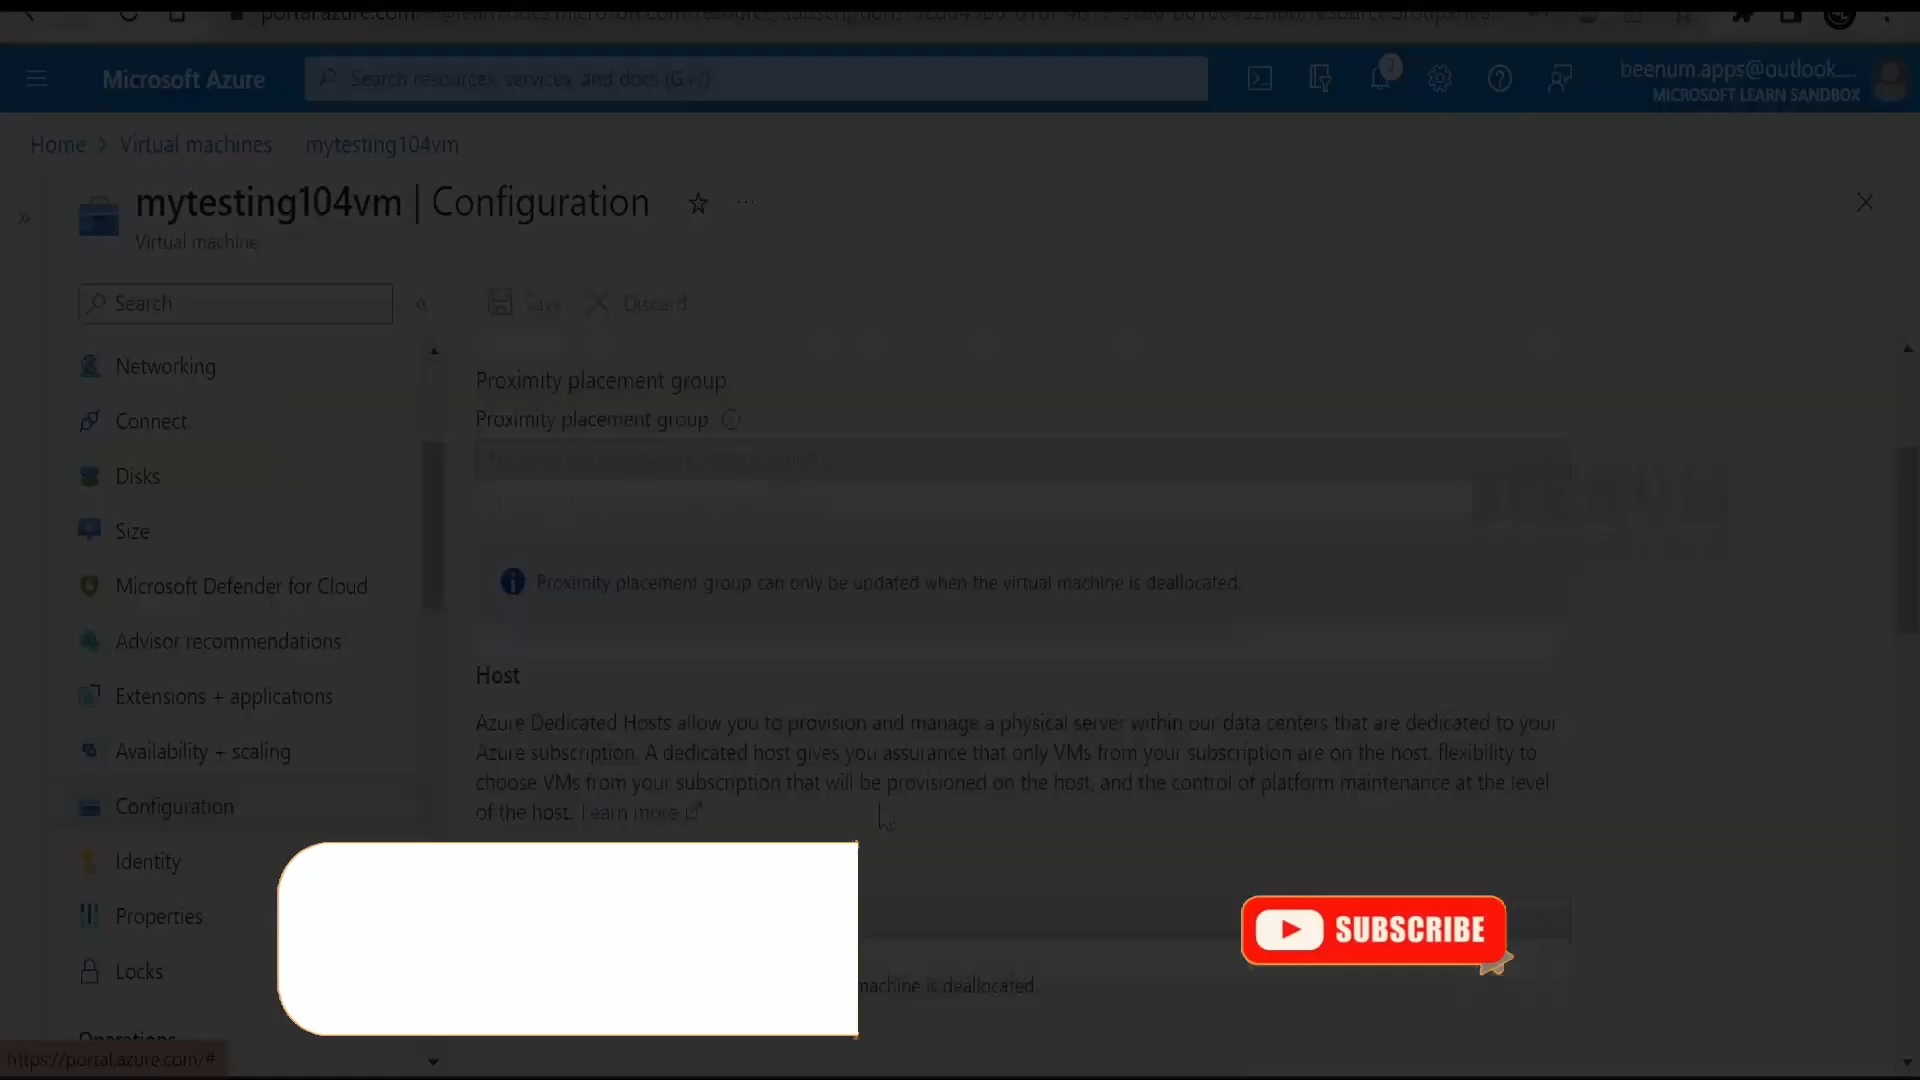 Microsoft Azure
Search resources, services, and docs (G+/)
3
beenum.apps@outlook....
MICROSOFT LEARN SANDBOX
Home > Virtual machines mytesting104vm
mytesting104vm | Configuration
Virtual machine
Search
Save
Discard
Networking
Connect
Disks
Size
Microsoft Defender for Cloud
Advisor recommendations
Extensions + applications
Availability + scaling
Configuration
Identity
Properties
Locks
Operations
Proximity placement group
Proximity placement group
Proximity placement group can only be updated when the virtual machine is deallocated.
Host
Azure Dedicated Hosts allow you to provision and manage a physical server within our data centers that are dedicated to your
Azure subscription. A dedicated host gives you assurance that only VMs from your subscription are on the host, flexibility to
choose VMs from your subscription that will be provisioned on the host, and the control of platform maintenance at the level
of the host. Learn more
machine is deallocated.
SUBSCRIBE
https://portal.azure.com/#